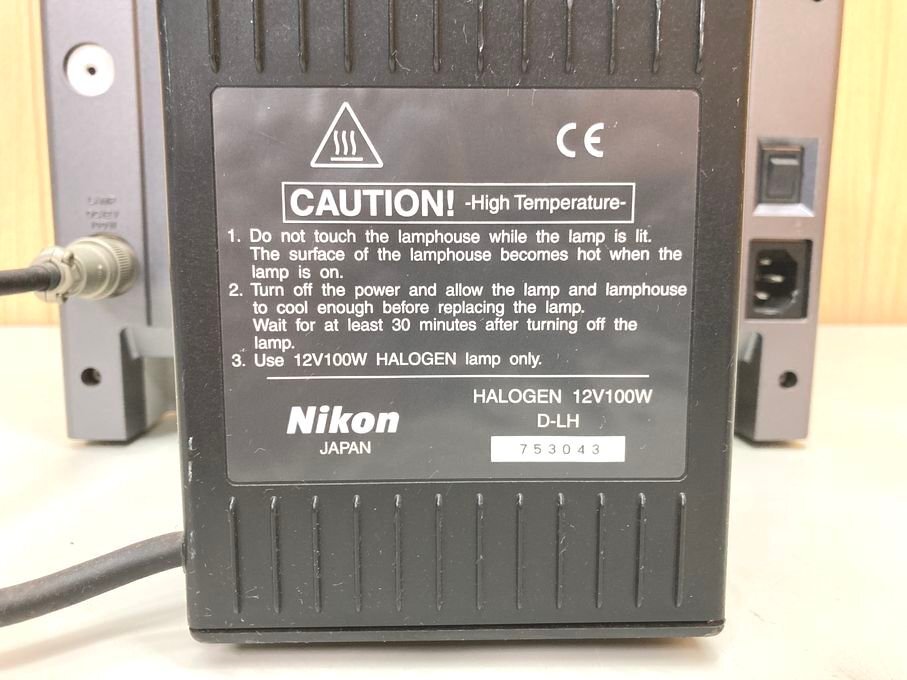 CE
CAUTION! -High Temperature-
1. Do not touch the lamphouse while the lamp is lit.
The surface of the lamphouse becomes hot when the
lamp is on.
2. Turn off the power and allow the lamp and lamphouse
to cool enough before replacing the lamp.
Wait for at least 30 minutes after turning off the
lamp.
3. Use 12V100W HALOGEN lamp only.
HALOGEN 12V100W
Nikon D-LH
JAPAN 753043
LAMP